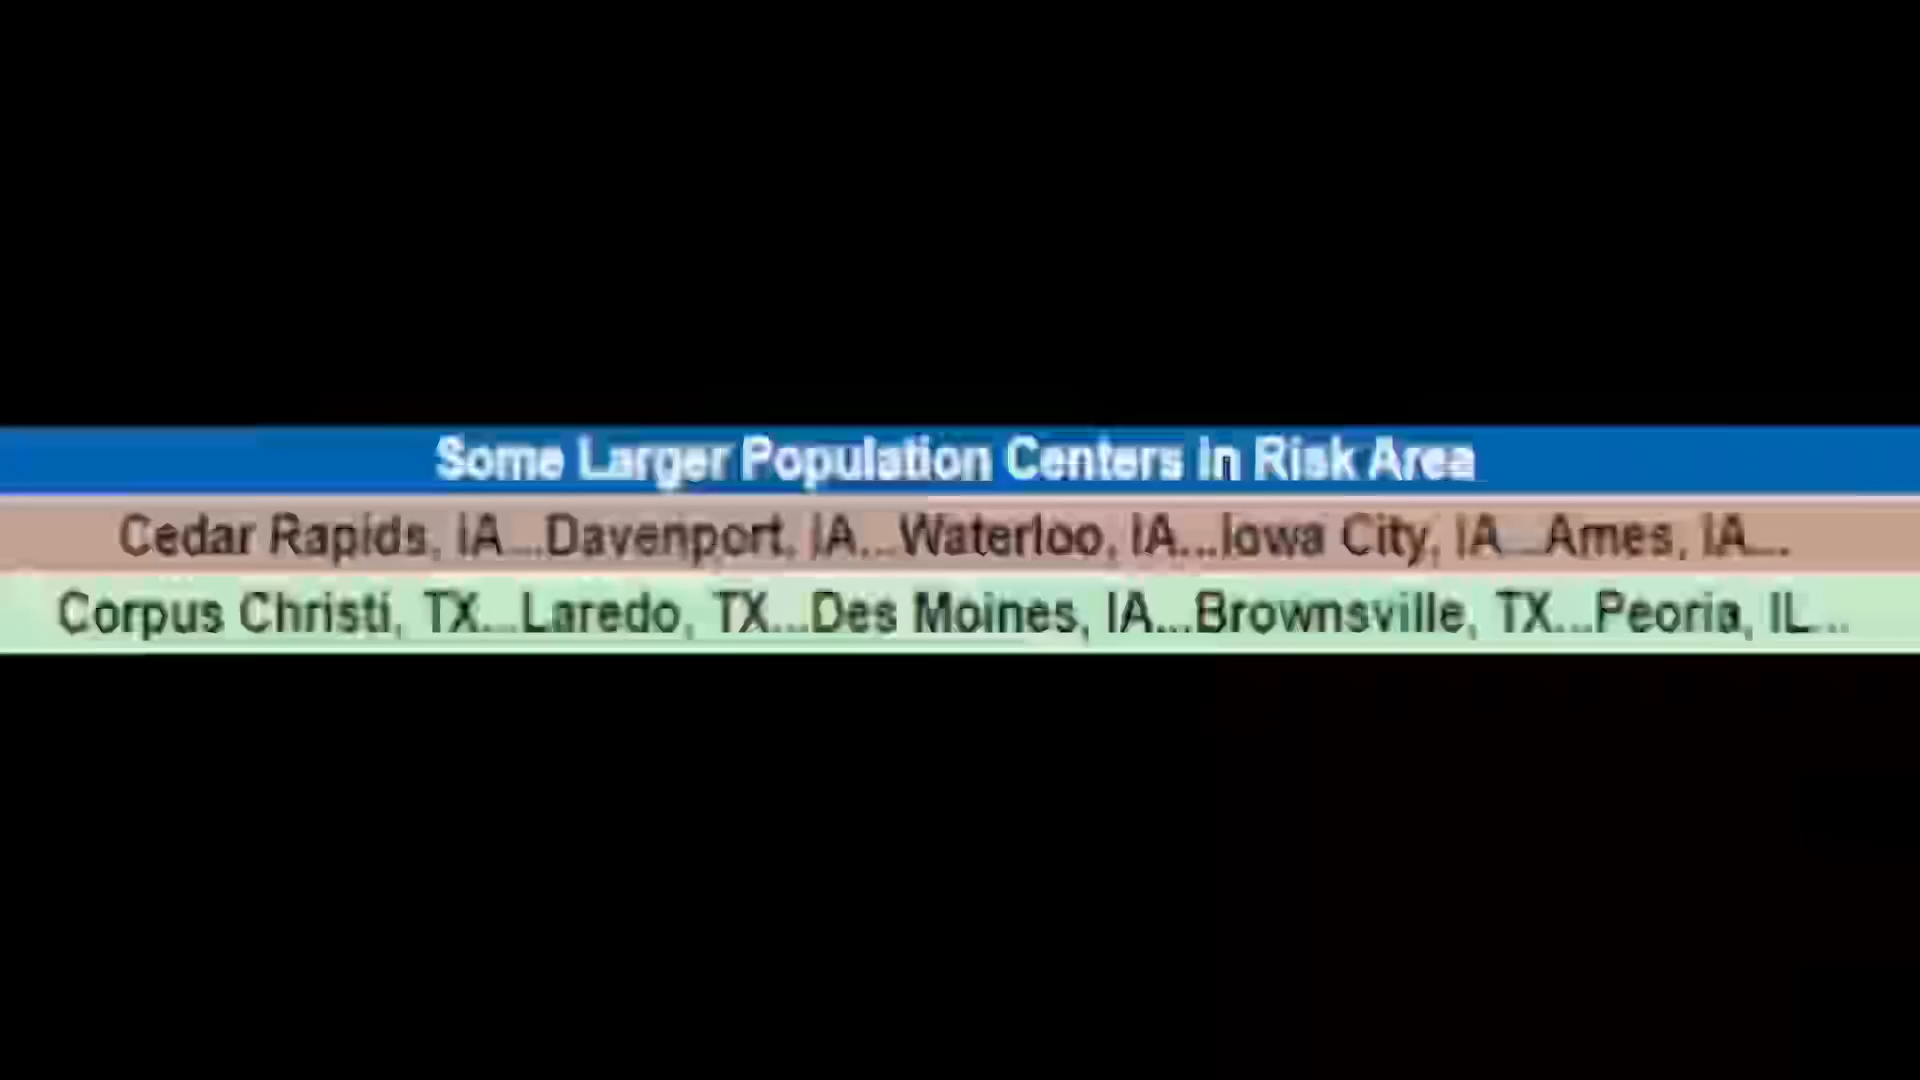 Some Larger Population Centers in Risk Area
Cedar Rapids, IA...Davenport, IA...Waterloo, IA...Iowa City, IA...Ames, IA...
Corpus Christi, TX...Laredo, TX...Des Moines, IA...Brownsville, TX...Peoria, IL...